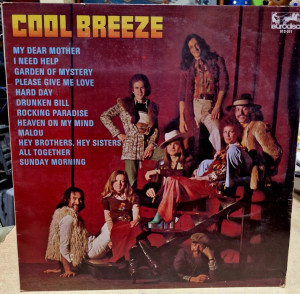 COOL BREEZE
eurodisc
MY DEAR MOTHER
I NEED HELP
GARDEN OF MYSTERY
PLEASE GIVE ME LOVE
HARD DAY
DRUNKEN BILL
ROCKING PARADISE
HEAVEN ON MY MIND
MALOU
HEY BROTHERS, HEY SISTERS
ALL TOGETHER
SUNDAY MORNING